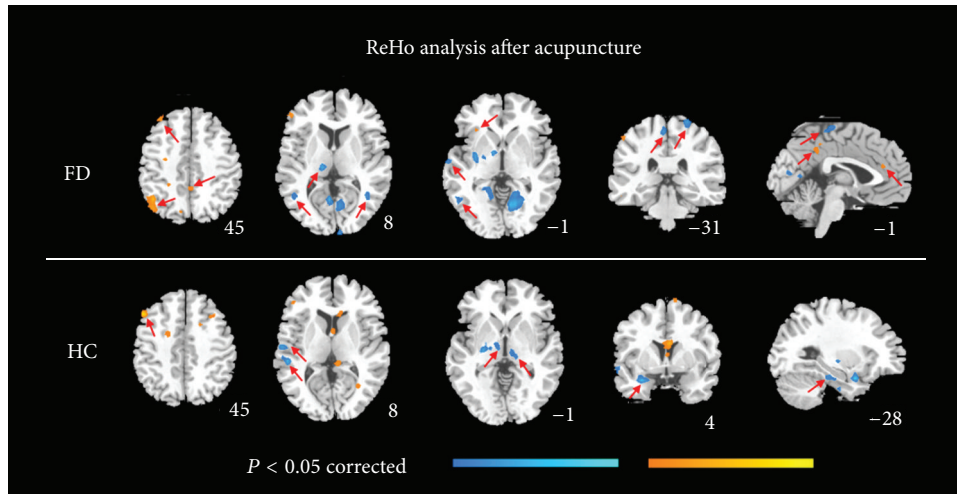 ReHo analysis after acupuncture
FD
45
8
−1
−31
−1
HC
45
8
−1
4
−28
P < 0.05 corrected